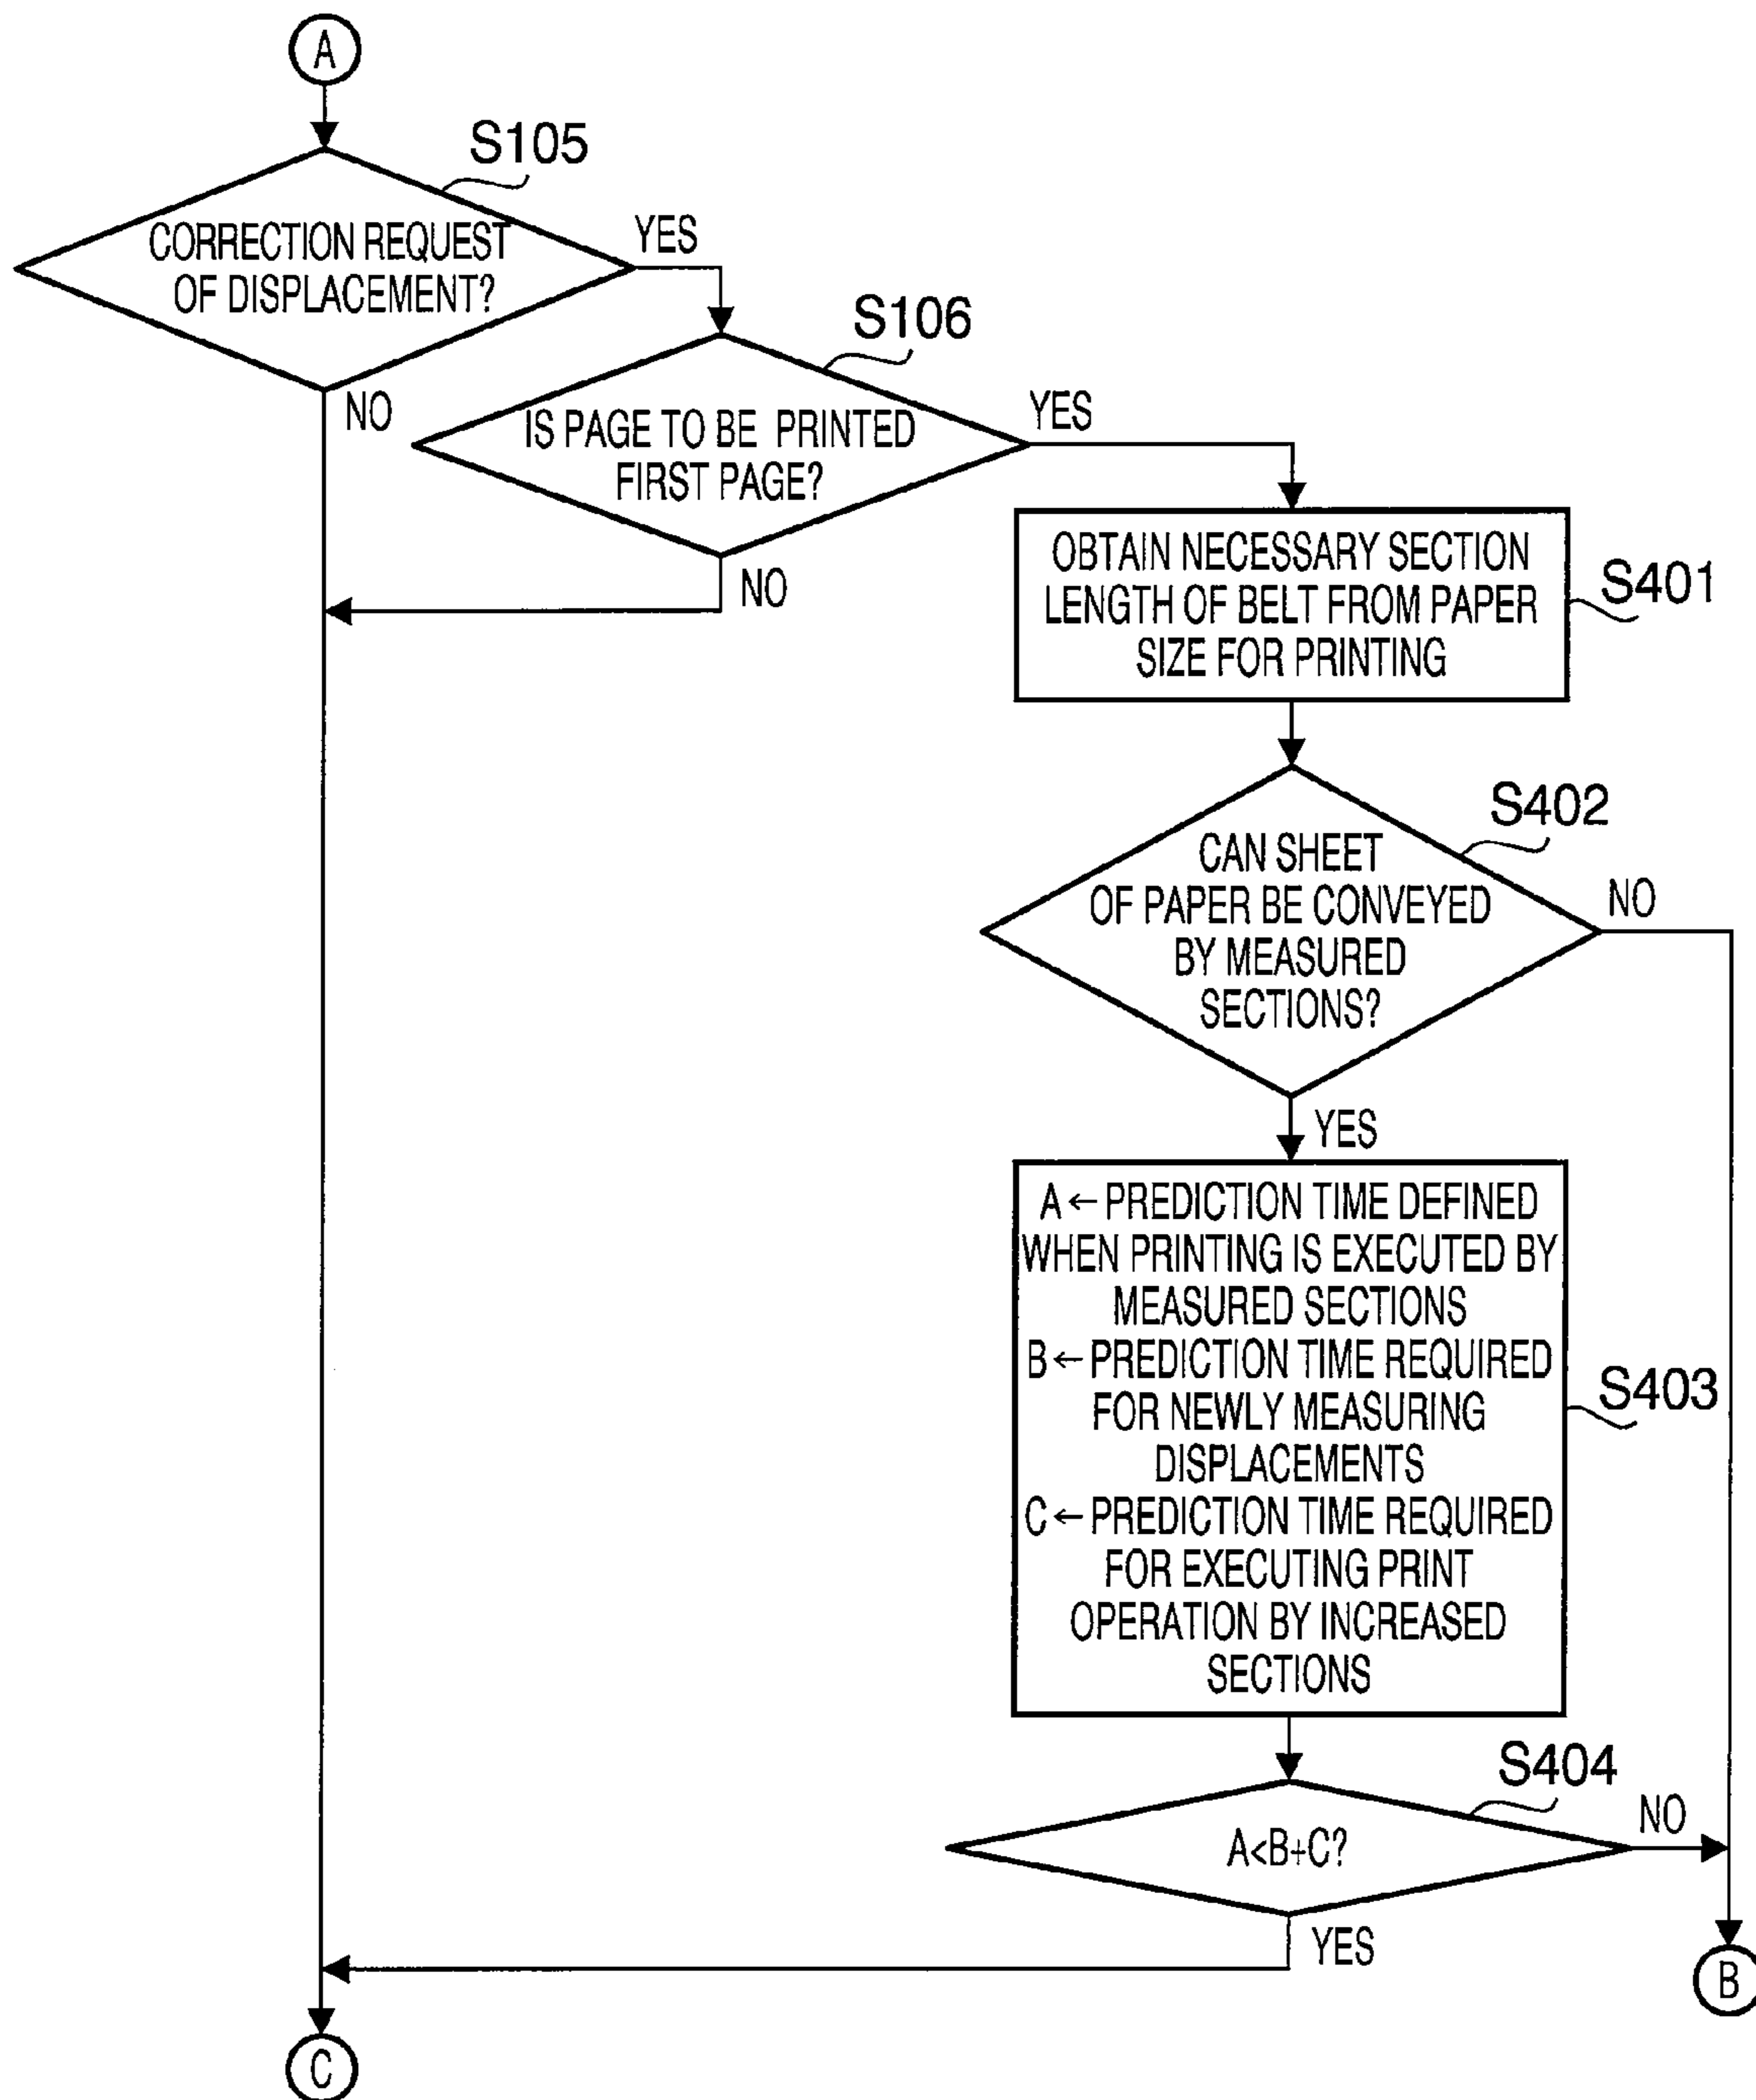 A
S105
CORRECTION REQUEST
OF DISPLACEMENT?
YES
NO
S106
IS PAGE TO BE PRINTED
FIRST PAGE?
YES
NO
OBTAIN NECESSARY SECTION
LENGTH OF BELT FROM PAPER
SIZE FOR PRINTING
S401
S402
CAN SHEET
OF PAPER BE CONVEYED
BY MEASURED
SECTIONS?
NO
YES
A ← PREDICTION TIME DEFINED
WHEN PRINTING IS EXECUTED BY
MEASURED SECTIONS
B ← PREDICTION TIME REQUIRED
FOR NEWLY MEASURING
DISPLACEMENTS
C ← PREDICTION TIME REQUIRED
FOR EXECUTING PRINT
OPERATION BY INCREASED
SECTIONS
S403
S404
A<B+C?
NO
YES
B
C